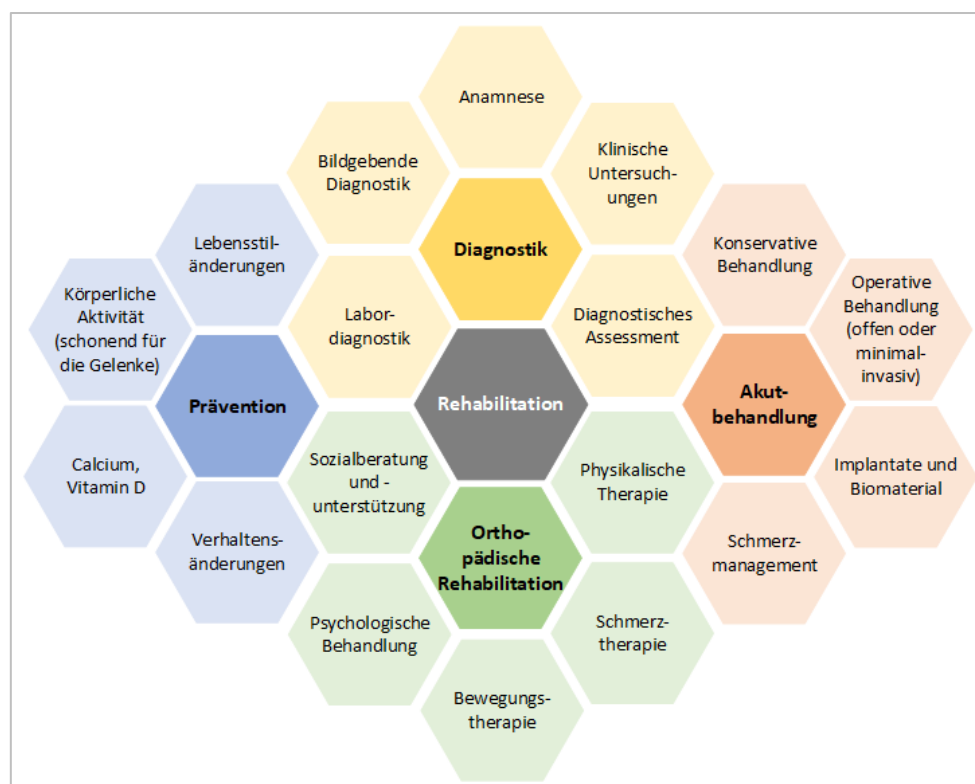 Anamnese
Bildgebende
Diagnostik
Klinische
Untersuch-
ungen
Lebensstil-
änderungen
Diagnostik
Konservative
Behandlung
Körperliche
Aktivität
(schonend für
die Gelenke)
Labor-
diagnostik
Diagnostisches
Assessment
Operative
Behandlung
(offen oder
minimal-
invasiv)
Prävention
Rehabilitation
Akut-
behandlung
Calcium,
Vitamin D
Sozialberatung
und -
unterstützung
Physikalische
Therapie
Implantate und
Biomaterial
Verhaltens-
änderungen
Ortho-
pädische
Rehabilitation
Schmerz-
management
Psychologische
Behandlung
Schmerz-
therapie
Bewegungs-
therapie